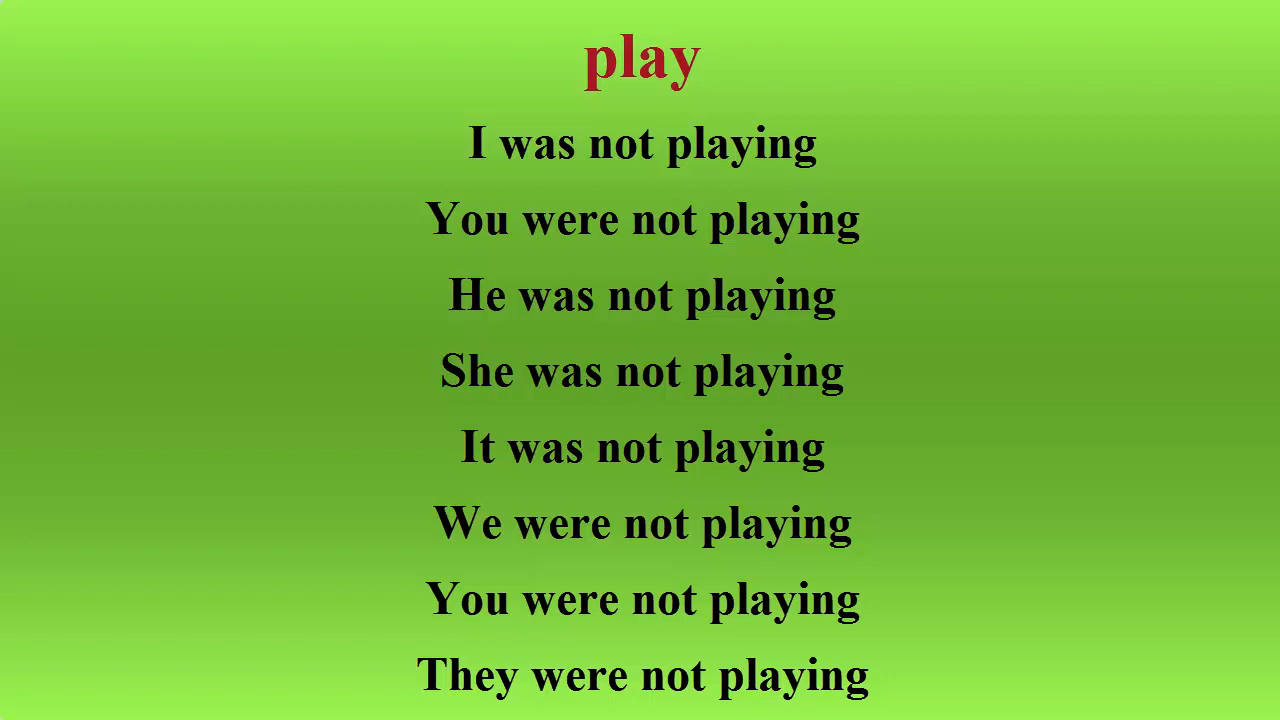 play
I was not playing
You were not playing
He was not playing
She was not playing
It was not playing
We were not playing
You were not playing
They were not playing